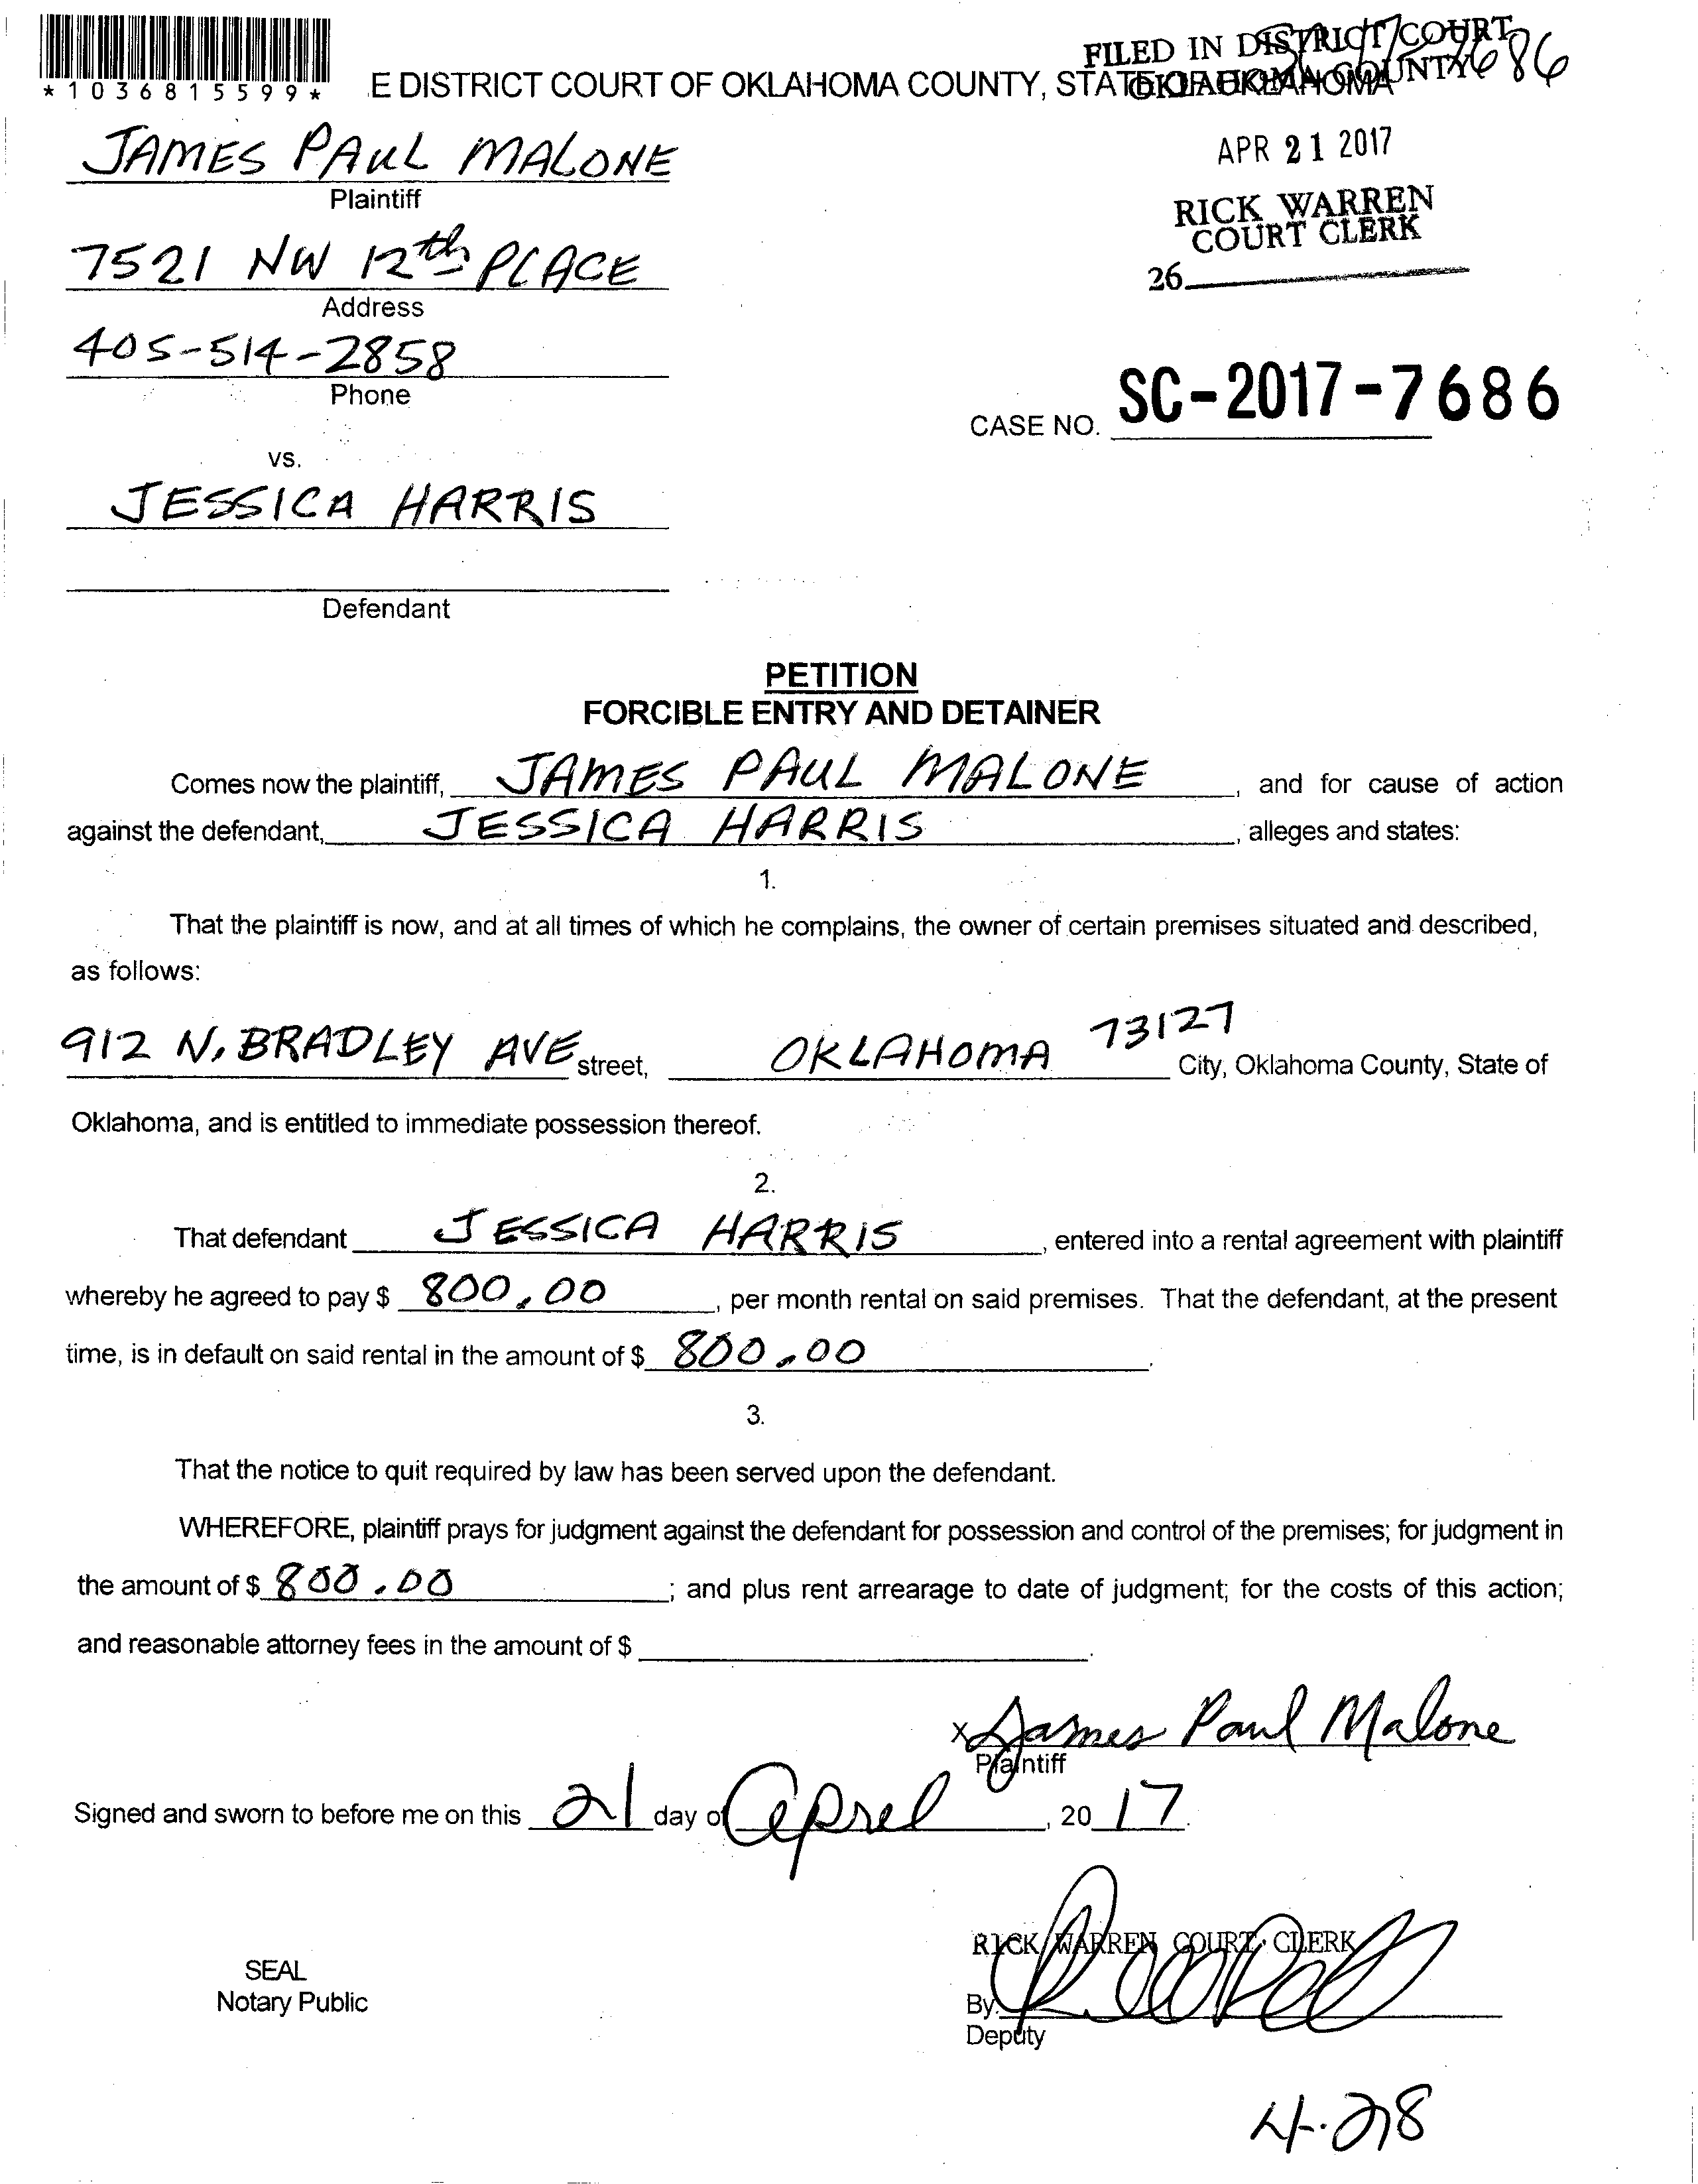 FILED IN DISTRICT COURT
OKLAHOMA COUNTY
7686
*1036815599*
E DISTRICT COURT OF OKLAHOMA COUNTY, STATE OF OKLAHOMA
JAMES PAUL MALONE
Plaintiff
APR 21 2017
RICK WARREN
COURT CLERK
7521 NW 12th PLACE
Address
26
405-514-2858
Phone
CASE NO. SC-2017-7686
vs.
JESSICA HARRIS
Defendant
PETITION
FORCIBLE ENTRY AND DETAINER
Comes now the plaintiff, JAMES PAUL MALONE, and for cause of action
against the defendant, JESSICA HARRIS, alleges and states:
1.
That the plaintiff is now, and at all times of which he complains, the owner of certain premises situated and described,
as follows:
912 N. BRADLEY AVE street, OKLAHOMA 73127 City, Oklahoma County, State of
Oklahoma, and is entitled to immediate possession thereof.
2.
That defendant JESSICA HARRIS, entered into a rental agreement with plaintiff
whereby he agreed to pay $ 800.00, per month rental on said premises. That the defendant, at the present
time, is in default on said rental in the amount of $ 800.00.
3.
That the notice to quit required by law has been served upon the defendant.
WHEREFORE, plaintiff prays for judgment against the defendant for possession and control of the premises; for judgment in
the amount of $ 800.00; and plus rent arrearage to date of judgment; for the costs of this action;
and reasonable attorney fees in the amount of $ .
x James Paul Malone
Plaintiff
Signed and sworn to before me on this 21 day of April, 20 17.
RICK WARREN COURT CLERK
SEAL
Notary Public
By:
Deputy
4-28